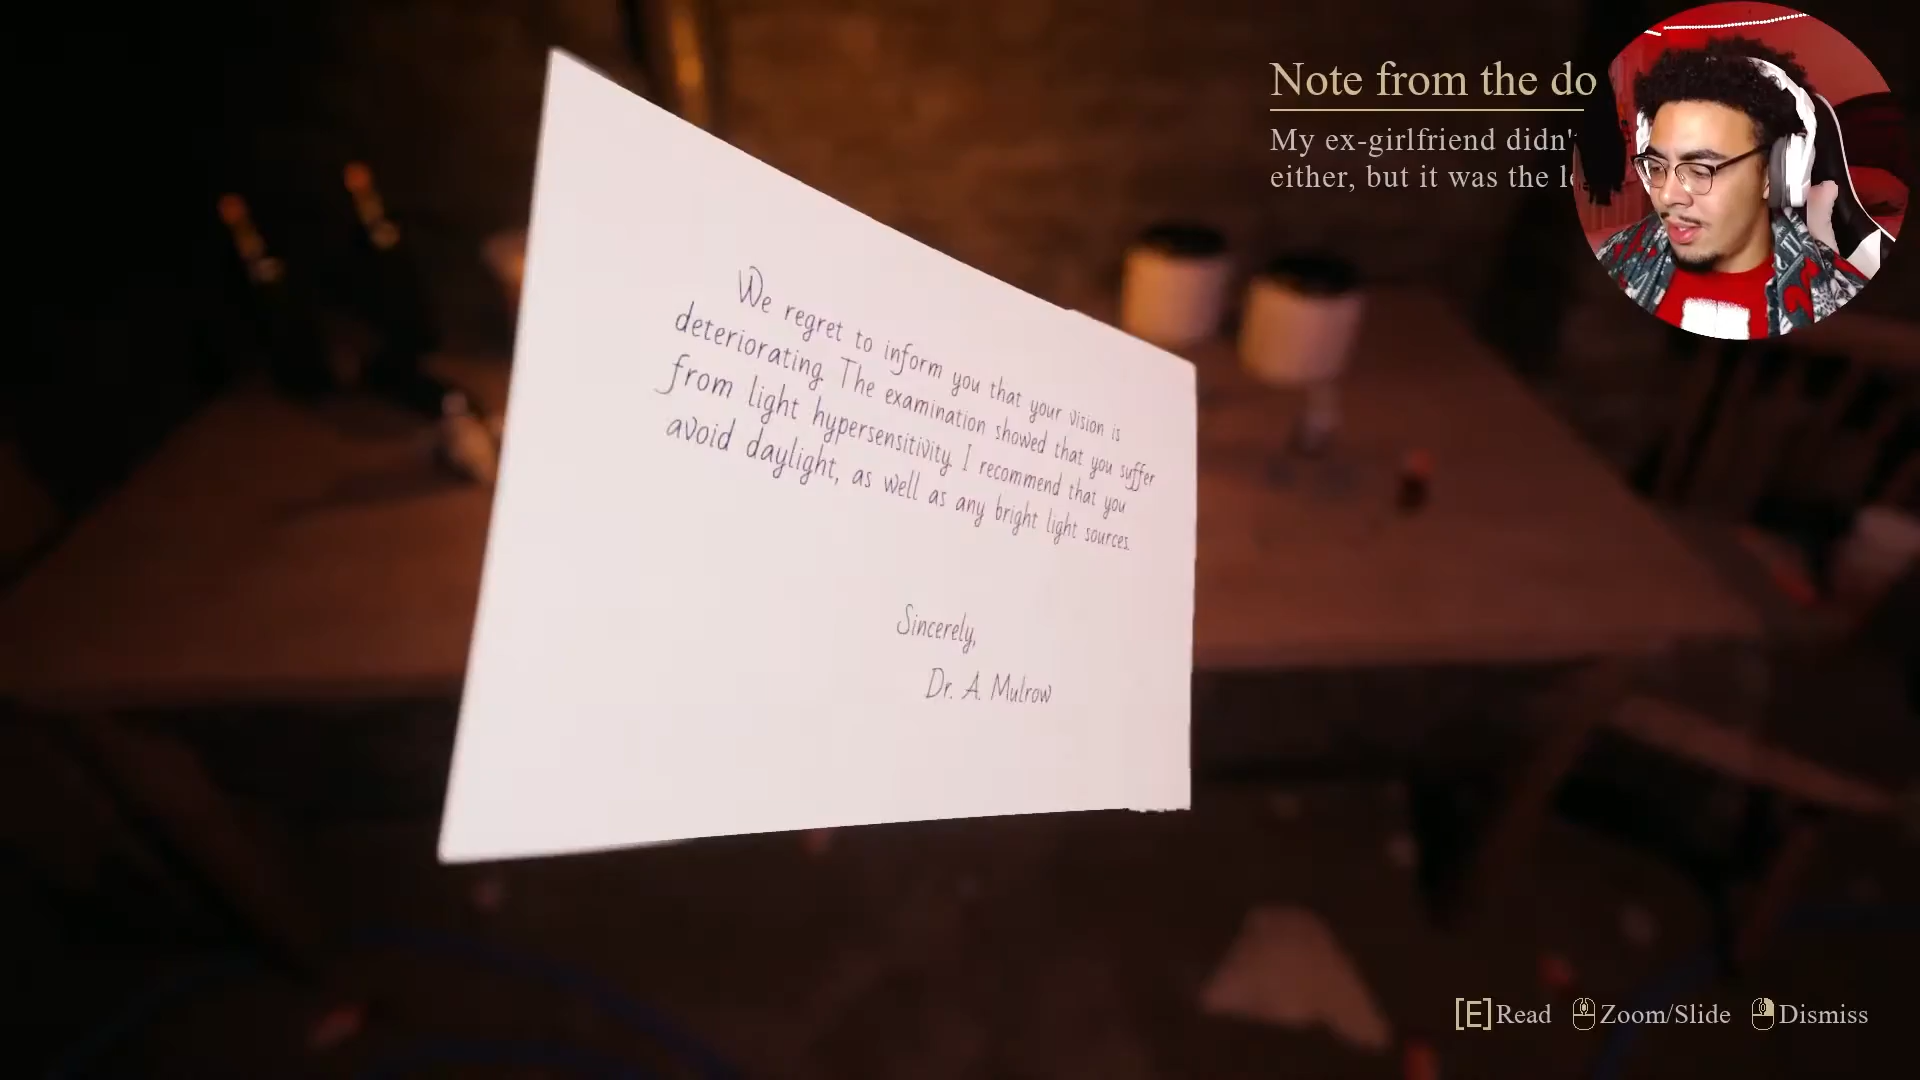 Note from the do
My ex-girlfriend didn't
either, but it was the
We regret to inform you that your vision is
deteriorating. The examination showed that you suffer
from light hypersensitivity. I recommend that you
avoid daylight, as well as any bright light sources.
Sincerely,
Dr. A. Mulrow
[E] Read Zoom/Slide Dismiss